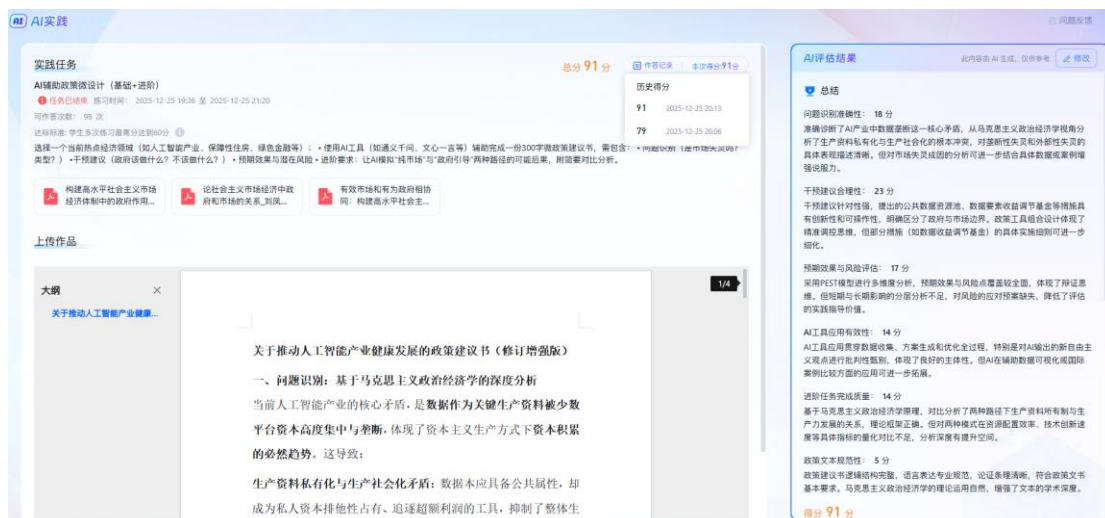 AI实践
问题反馈
实践任务
总分 91 分
作答记录
本次得分:91分
AI辅助政策微设计（基础+进阶）
任务已结束 练习时间： 2025-12-25 19:36 至 2025-12-25 21:20
可作答次数： 98 次
达标标准: 学生多次练习最高分达到60分
选择一个当前热点经济领域（如人工智能产业、保障性住房、绿色金融等）；•使用AI工具（如通义千问、文心一言等）辅助完成一份300字微政策建议书，需包含：•问题识别（是市场失灵吗？
类型？）•干预建议（政府该做什么？不该做什么？）•预期效果与潜在风险•进阶要求：让AI模拟“纯市场”与“政府引导”两种路径的可能后果，附简要对比分析。
历史得分
91 2025-12-25 20:13
79 2025-12-25 20:06
构建高水平社会主义市场
经济体制中的政府作用...
论社会主义市场经济中政
府和市场的关系_刘凤...
有效市场和有为政府相协
同：构建高水平社会主...
上传作品
大纲
关于推动人工智能产业健康...
1/4
关于推动人工智能产业健康发展的政策建议书（修订增强版）
一、问题识别：基于马克思主义政治经济学的深度分析
当前人工智能产业的核心矛盾，是数据作为关键生产资料被少数
平台资本高度集中与垄断，体现了资本主义生产方式下资本积累
的必然趋势。这导致：
生产资料私有化与生产社会化矛盾：数据本应具备公共属性，却
成为私人资本排他性占有、追逐超额利润的工具，抑制了整体生
AI评估结果
此内容由 AI 生成，仅供参考
修改
总结
问题识别准确性： 18 分
准确诊断了AI产业中数据垄断这一核心矛盾，从马克思主义政治经济学视角分
析了生产资料私有化与生产社会化的根本冲突，对垄断性失灵和外部性失灵的
具体表现描述清晰。但对市场失灵成因的分析可进一步结合具体数据或案例增
强说服力。
干预建议合理性： 23 分
干预建议针对性强，提出的公共数据资源池、数据要素收益调节基金等措施具
有创新性和可操作性，明确区分了政府与市场边界。政策工具组合设计体现了
精准调控思维，但部分措施（如数据收益调节基金）的具体实施细则可进一步
细化。
预期效果与风险评估： 17 分
采用PEST模型进行多维度分析，预期效果与风险点覆盖较全面，体现了辩证思
维。但短期与长期影响的分层分析不足，对风险的应对预案缺失，降低了评估
的实践指导价值。
AI工具应用有效性： 14 分
AI工具应用贯穿数据收集、方案生成和优化全过程，特别是对AI输出的新自由主
义观点进行批判性甄别，体现了良好的主体性。但AI在辅助数据可视化或国际
案例比较方面的应用可进一步拓展。
进阶任务完成质量： 14 分
基于马克思主义政治经济学原理，对比分析了两种路径下生产资料所有制与生
产力发展的关系，理论框架正确。但对两种模式在资源配置效率、技术创新速
度等具体指标的量化对比不足，分析深度有提升空间。
政策文本规范性： 5 分
政策建议书逻辑结构完整，语言表达专业规范，论证条理清晰，符合政策文书
基本要求。马克思主义政治经济学的理论运用自然，增强了文本的学术深度。
得分 91 分